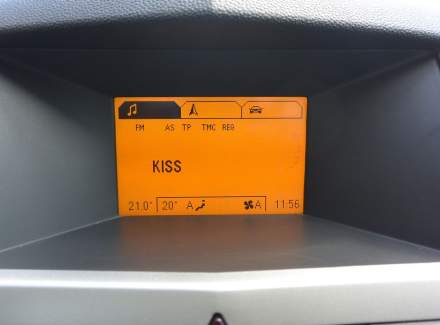 FM AS TP TMC REG
KISS
21.0° 20° A A 11:56